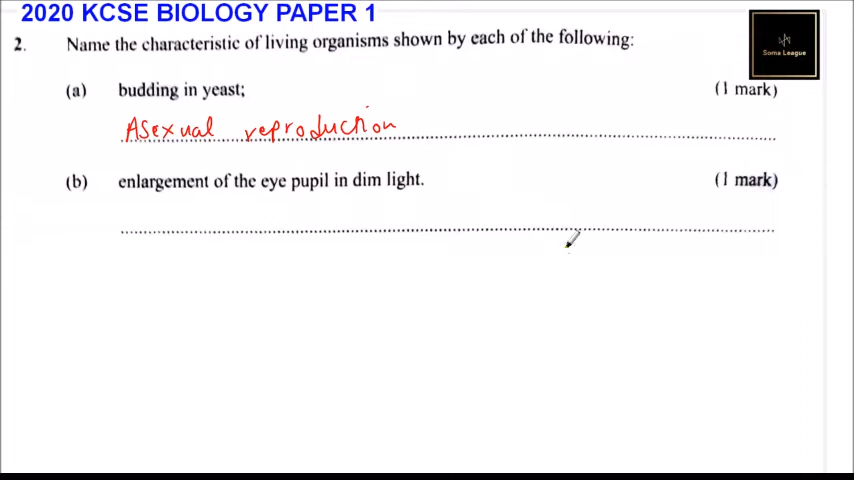 2020 KCSE BIOLOGY PAPER 1
2. Name the characteristic of living organisms shown by each of the following:
Soma League
(a) budding in yeast; (1 mark)
Asexual reproduction
(b) enlargement of the eye pupil in dim light. (1 mark)